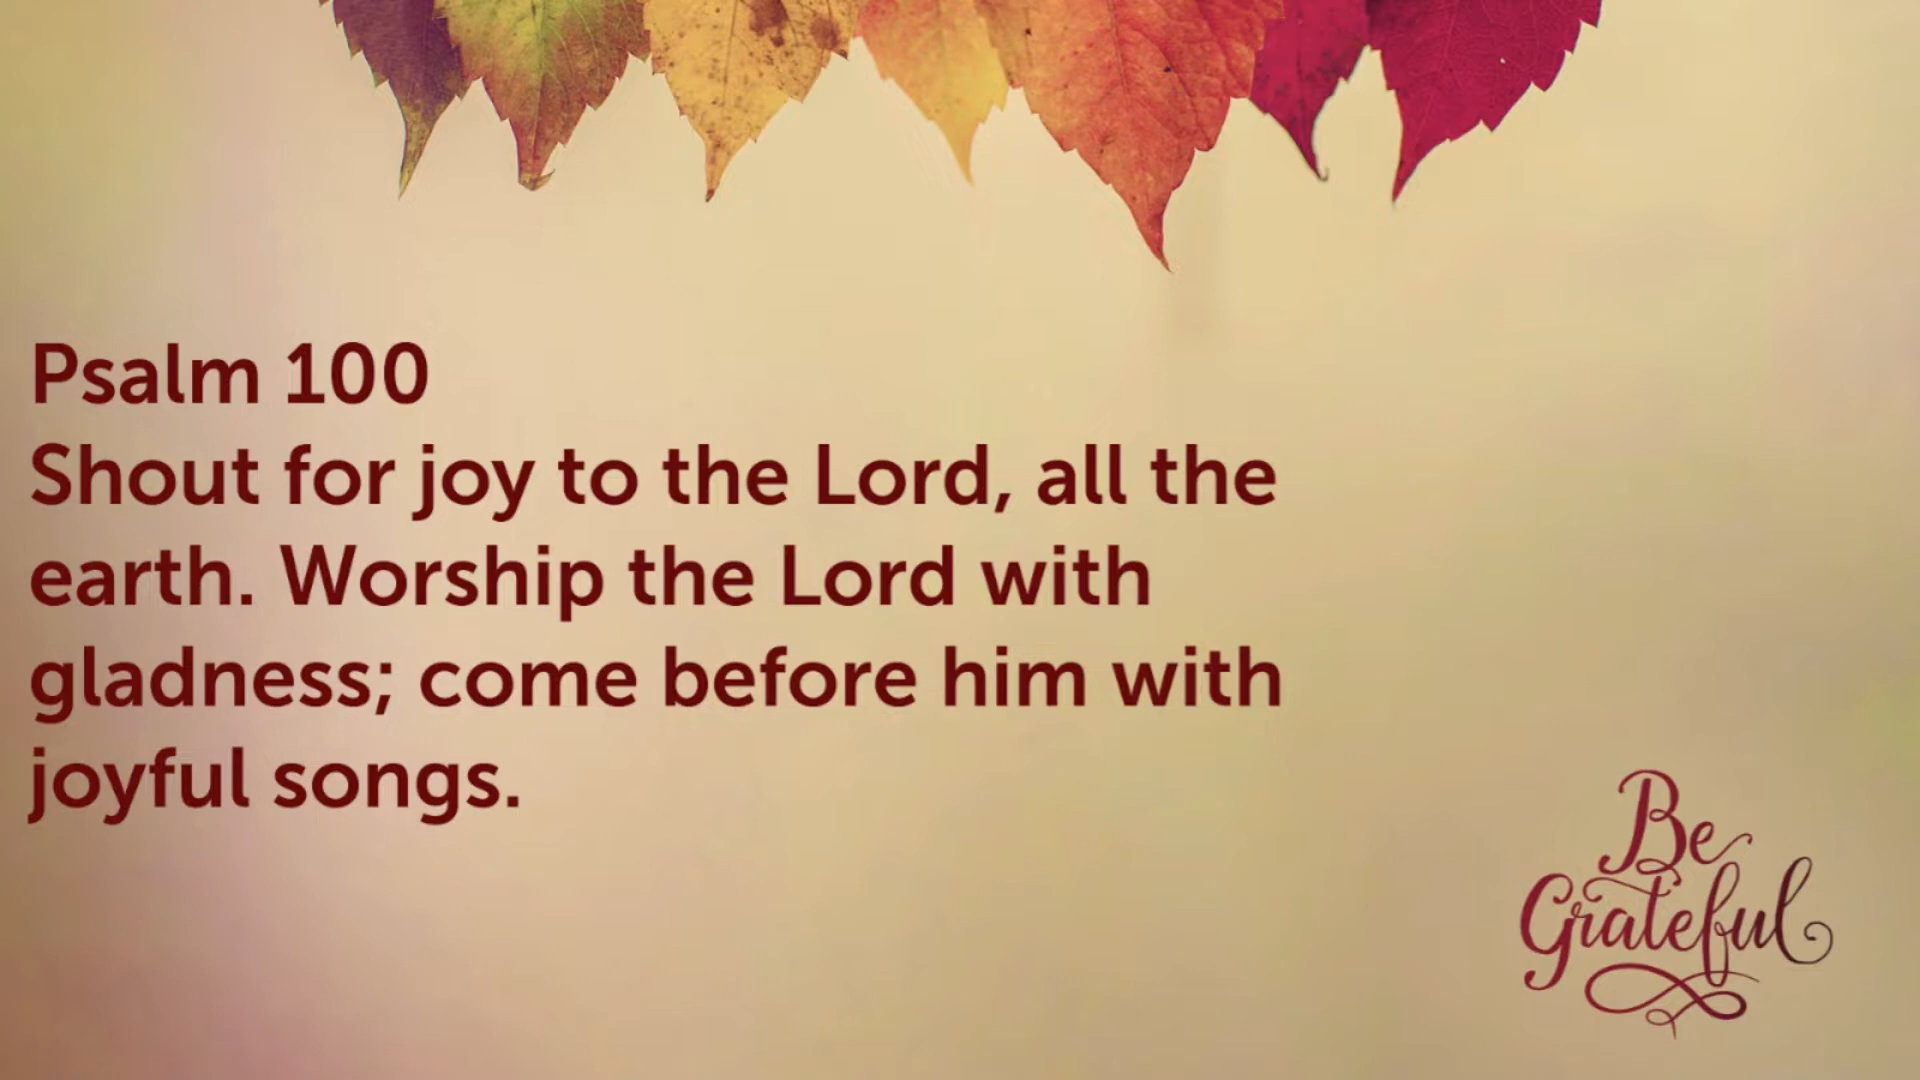 Psalm 100
Shout for joy to the Lord, all the
earth. Worship the Lord with
gladness; come before him with
joyful songs.
Be
Grateful